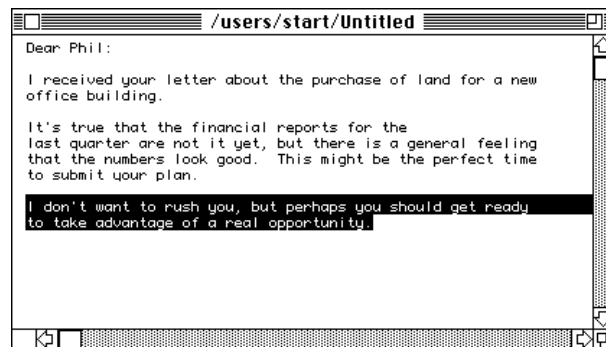 /users/start/Untitled
Dear Phil:
I received your letter about the purchase of land for a new
office building.
It's true that the financial reports for the
last quarter are not it yet, but there is a general feeling
that the numbers look good.  This might be the perfect time
to submit your plan.
I don't want to rush you, but perhaps you should get ready
to take advantage of a real opportunity.